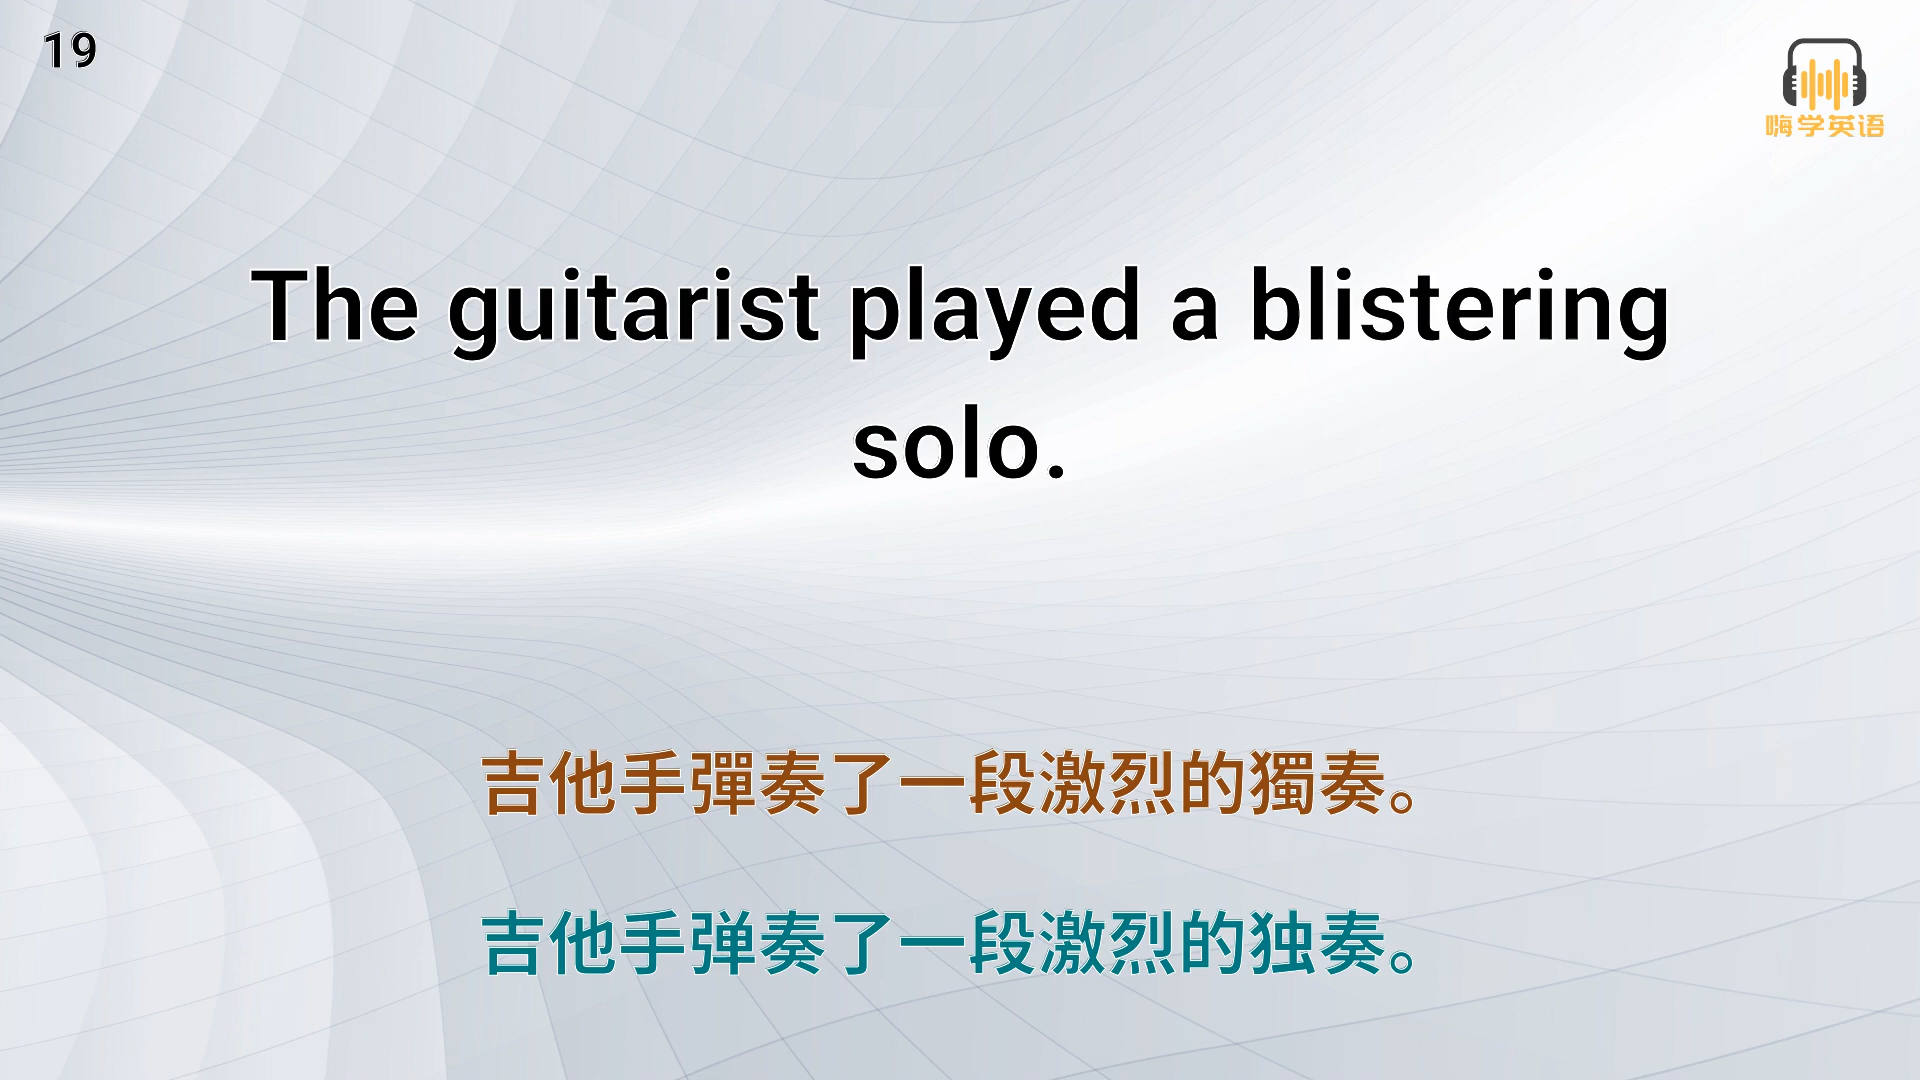 19
嗨学英语
The guitarist played a blistering
solo.
吉他手彈奏了一段激烈的獨奏。
吉他手弹奏了一段激烈的独奏。